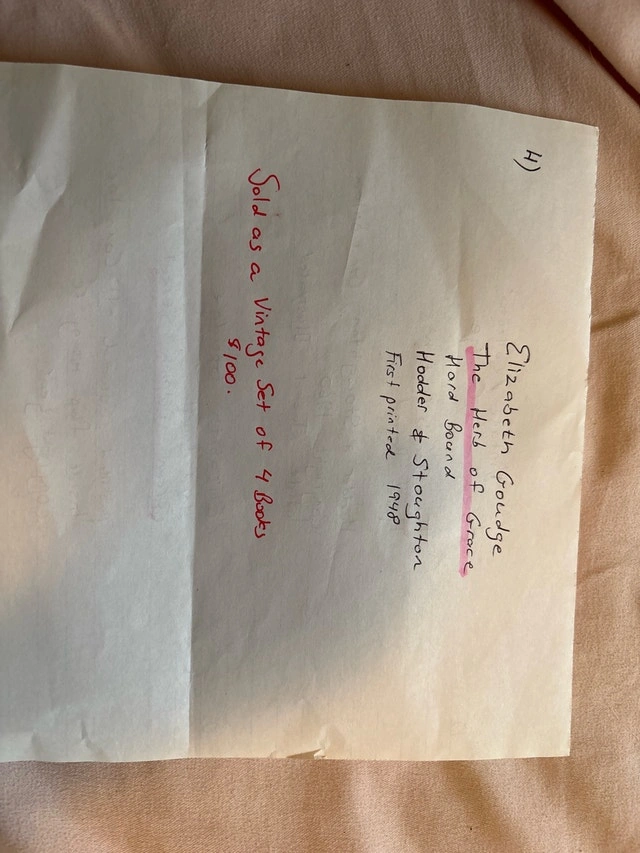 4)
Elizabeth Goudge
The Herb of Grace
Hard Bound
Hodder & Stoughton
First printed 1948
Sold as a Vintage Set of 4 Books
$100.